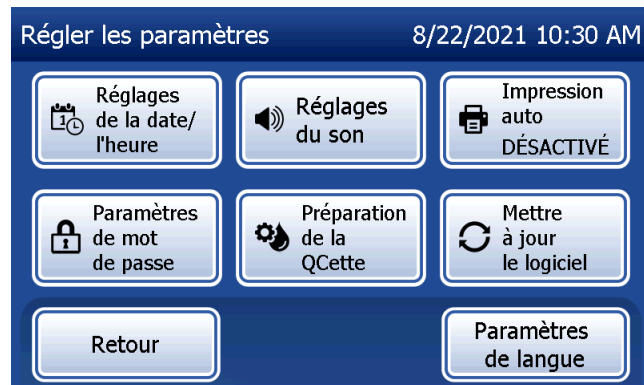 Régler les paramètres 8/22/2021 10:30 AM
Réglages
de la date/
l'heure
Réglages
du son
Impression
auto
DÉSACTIVÉ
Paramètres
de mot
de passe
Préparation
de la
QCette
Mettre
à jour
le logiciel
Retour
Paramètres
de langue